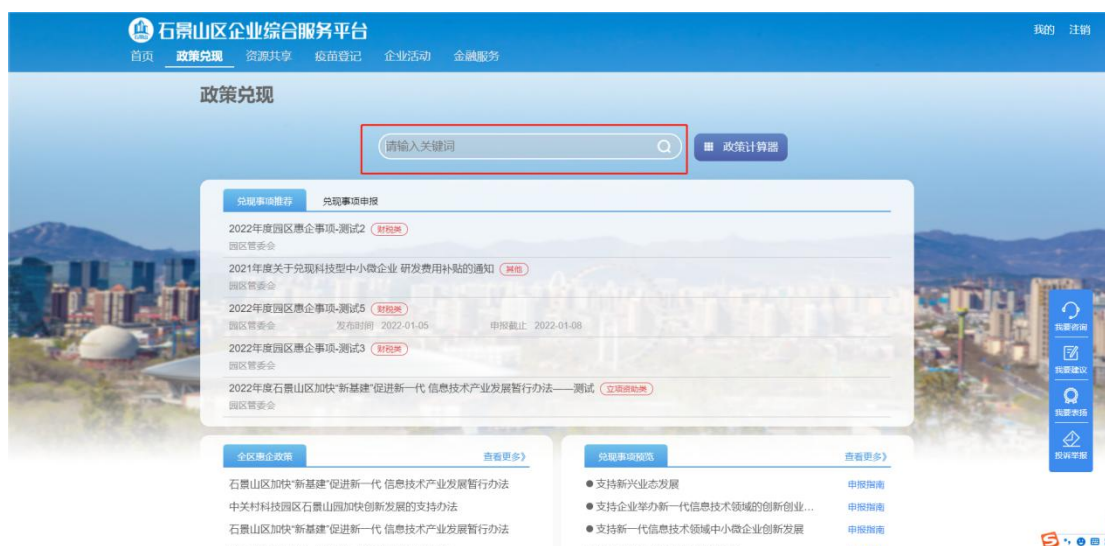 石景山区企业综合服务平台
我的 注销
首页 政策兑现 资源共享 疫苗登记 企业活动 金融服务
政策兑现
请输入关键词
政策计算器
兑现事项推荐 兑现事项申报
2022年度园区惠企事项-测试2 财税类
园区管委会
2021年度关于兑现科技型中小微企业 研发费用补贴的通知 其他
园区管委会
2022年度园区惠企事项-测试5 财税类
园区管委会 发布时间 2022-01-05 申报截止 2022-01-08
2022年度园区惠企事项-测试3 财税类
园区管委会
2022年度石景山区加快“新基建”促进新一代 信息技术产业发展暂行办法——测试 立项资助类
园区管委会
我要咨询
我要建议
我要表扬
投诉举报
全区惠企政策 查看更多》
石景山区加快“新基建”促进新一代 信息技术产业发展暂行办法
中关村科技园区石景山园加快创新发展的支持办法
石景山区加快“新基建”促进新一代 信息技术产业发展暂行办法
兑现事项预览 查看更多》
●支持新兴业态发展 申报指南
●支持企业举办新一代信息技术领域的创新创业... 申报指南
●支持新一代信息技术领域中小微企业创新发展 申报指南